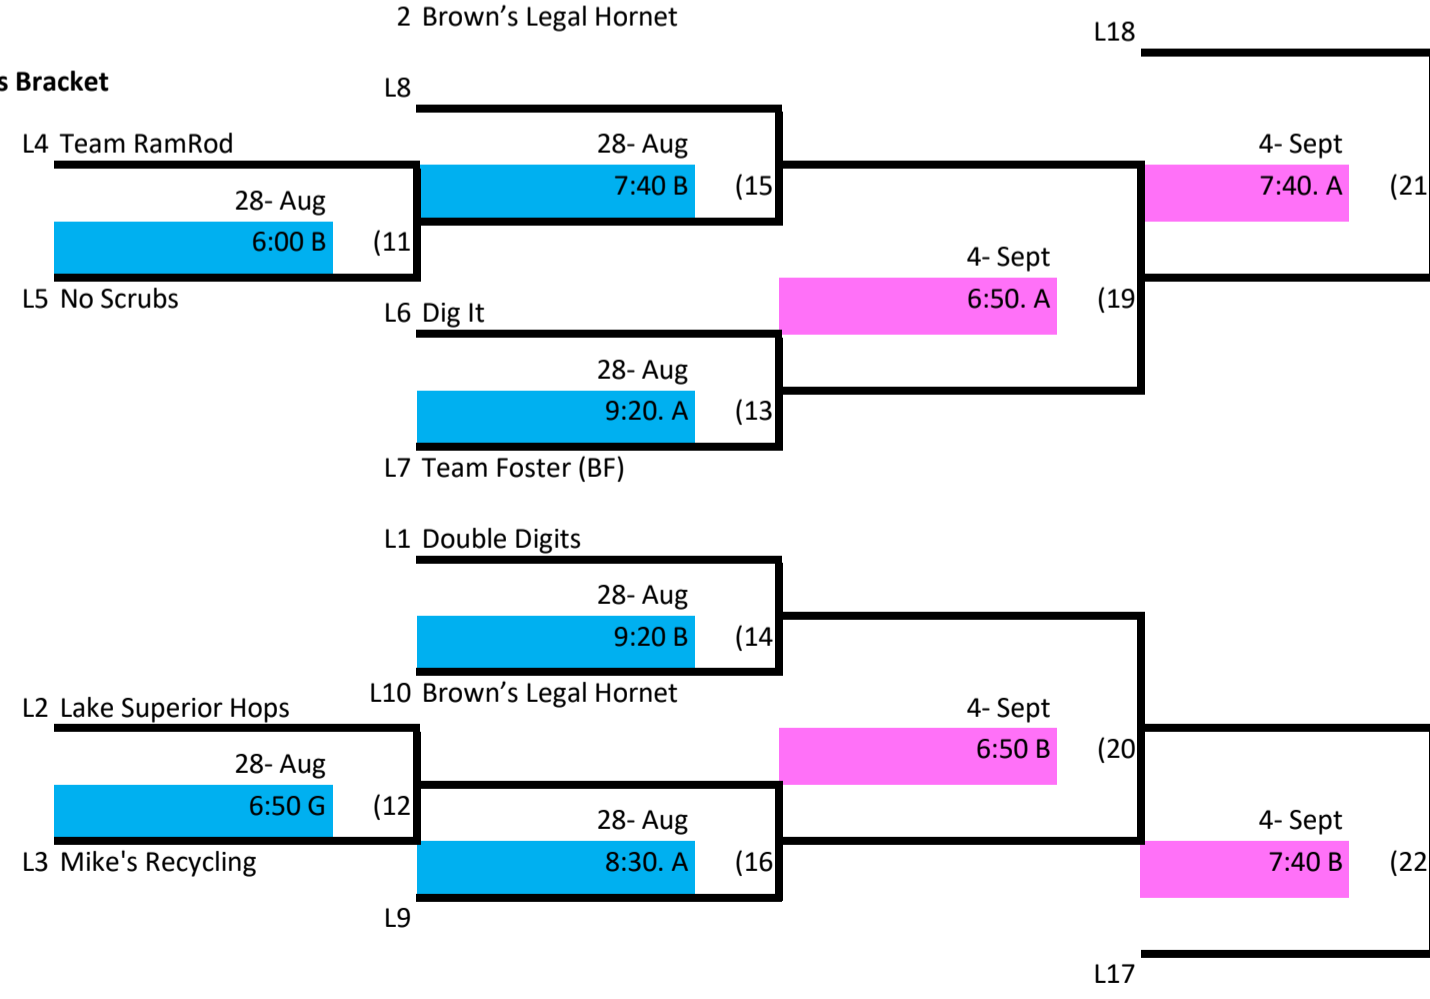 2 Brown’s Legal Hornet
L18
s Bracket
L8
L4 Team RamRod
28- Aug
4- Sept
7:40 B (15
7:40. A (21
28- Aug
6:00 B (11
4- Sept
L5 No Scrubs
6:50. A (19
L6 Dig It
28- Aug
9:20. A (13
L7 Team Foster (BF)
L1 Double Digits
28- Aug
9:20 B (14
L10 Brown’s Legal Hornet
L2 Lake Superior Hops
4- Sept
6:50 B (20
28- Aug
6:50 G (12
28- Aug
4- Sept
L3 Mike's Recycling
8:30. A (16
7:40 B (22
L9
L17